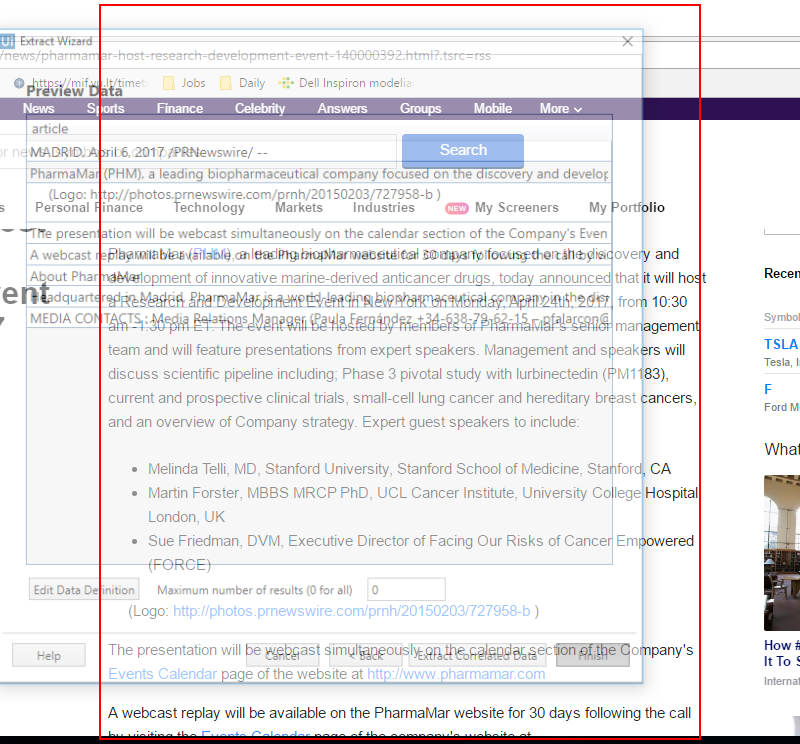 Extract Wizard
/news/pharmamar-host-research-development-event-140000392.html?.tsrc=rss
https://mif.vu.lt/timet Jobs Daily Dell Inspiron modelia
Preview Data
News Sports Finance Celebrity Answers Groups Mobile More
article
MADRID, April 6, 2017 /PRNewswire/ --
Search
PharmaMar (PHM), a leading biopharmaceutical company focused on the discovery and develop
(Logo: http://photos.prnewswire.com/prnh/20150203/727958-b )
s Personal Finance Technology Markets Industries NEW My Screeners My Portfolio
The presentation will be webcast simultaneously on the calendar section of the Company's Even
A webcast replay will be available on the PharmaMar website for 30 days following the call by vi
About PharmaMar
Headquartered in Madrid, PharmaMar is a world-leading biopharmaceutical company in the disc
MEDIA CONTACTS : Media Relations Manager (Paula Fernández +34-638-79-62-15 – pfalarcon@
vent
7
PharmaMar (PHM), a leading biopharmaceutical company focused on the discovery and
development of innovative marine-derived anticancer drugs, today announced that it will host
a Research and Development Event in New York on Monday, April 24th, 2017, from 10:30
am -1:30 pm ET. The event will be hosted by members of PharmaMar's senior management
team and will feature presentations from expert speakers. Management and speakers will
discuss scientific pipeline including; Phase 3 pivotal study with lurbinectedin (PM1183),
current and prospective clinical trials, small-cell lung cancer and hereditary breast cancers,
and an overview of Company strategy. Expert guest speakers to include:
• Melinda Telli, MD, Stanford University, Stanford School of Medicine, Stanford, CA
• Martin Forster, MBBS MRCP PhD, UCL Cancer Institute, University College Hospital
London, UK
• Sue Friedman, DVM, Executive Director of Facing Our Risks of Cancer Empowered
(FORCE)
Edit Data Definition Maximum number of results (0 for all) 0
(Logo: http://photos.prnewswire.com/prnh/20150203/727958-b )
Help Cancel < Back Extract Correlated Data Finish
The presentation will be webcast simultaneously on the calendar section of the Company's
Events Calendar page of the website at http://www.pharmamar.com
A webcast replay will be available on the PharmaMar website for 30 days following the call
by visiting the Events Calendar page of the company's website at
Recen
Symbol
TSLA
Tesla, I
F
Ford M
What
How #
It To S
Internat